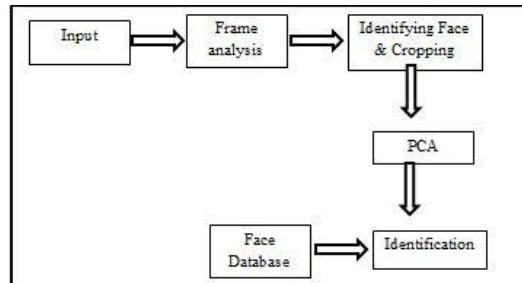 Input
Frame
analysis
Identifying Face
& Cropping
PCA
Face
Database
Identification